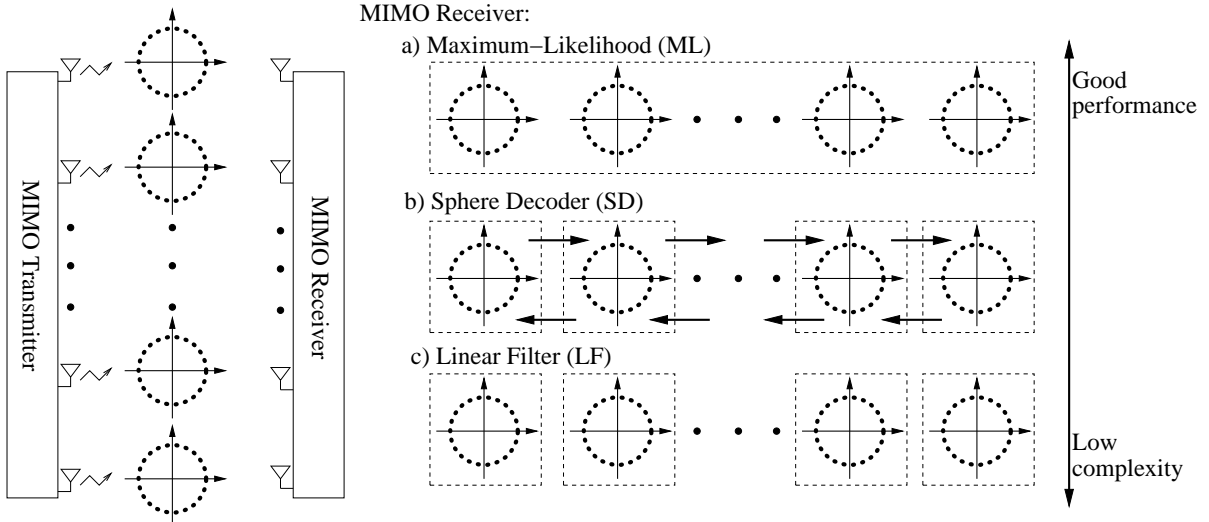 MIMO Transmitter
MIMO Receiver
MIMO Receiver:
a) Maximum−Likelihood (ML)
b) Sphere Decoder (SD)
c) Linear Filter (LF)
Good
performance
Low
complexity